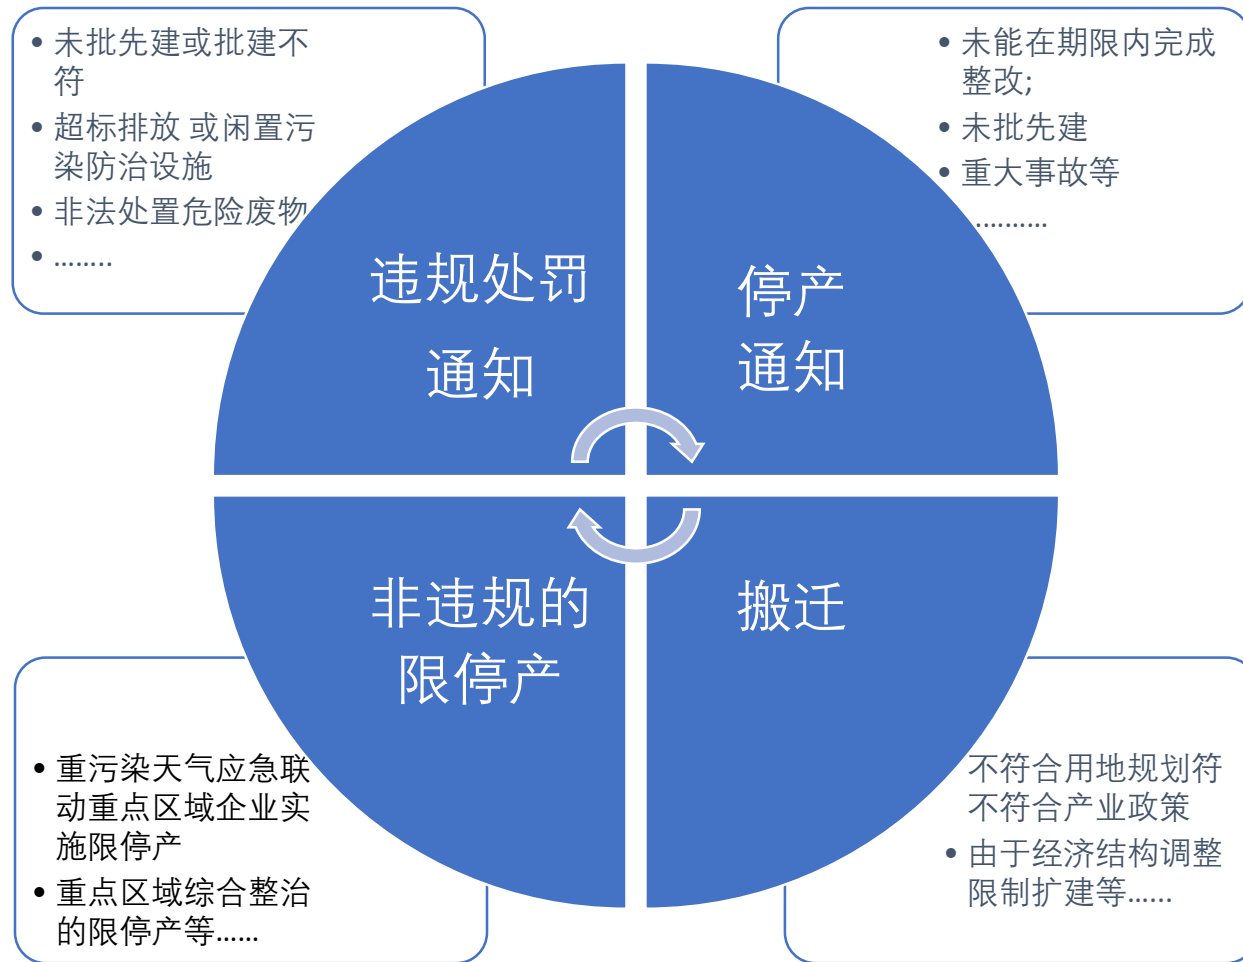 • 未批先建或批建不
符
• 超标排放 或闲置污
染防治设施
• 非法处置危险废物
• ........
• 未能在期限内完成
整改;
• 未批先建
• 重大事故等
..........
违规处罚
通知
停产
通知
非违规的
限停产
搬迁
• 重污染天气应急联
动重点区域企业实
施限停产
• 重点区域综合整治
的限停产等......
不符合用地规划符
不符合产业政策
• 由于经济结构调整
限制扩建等......